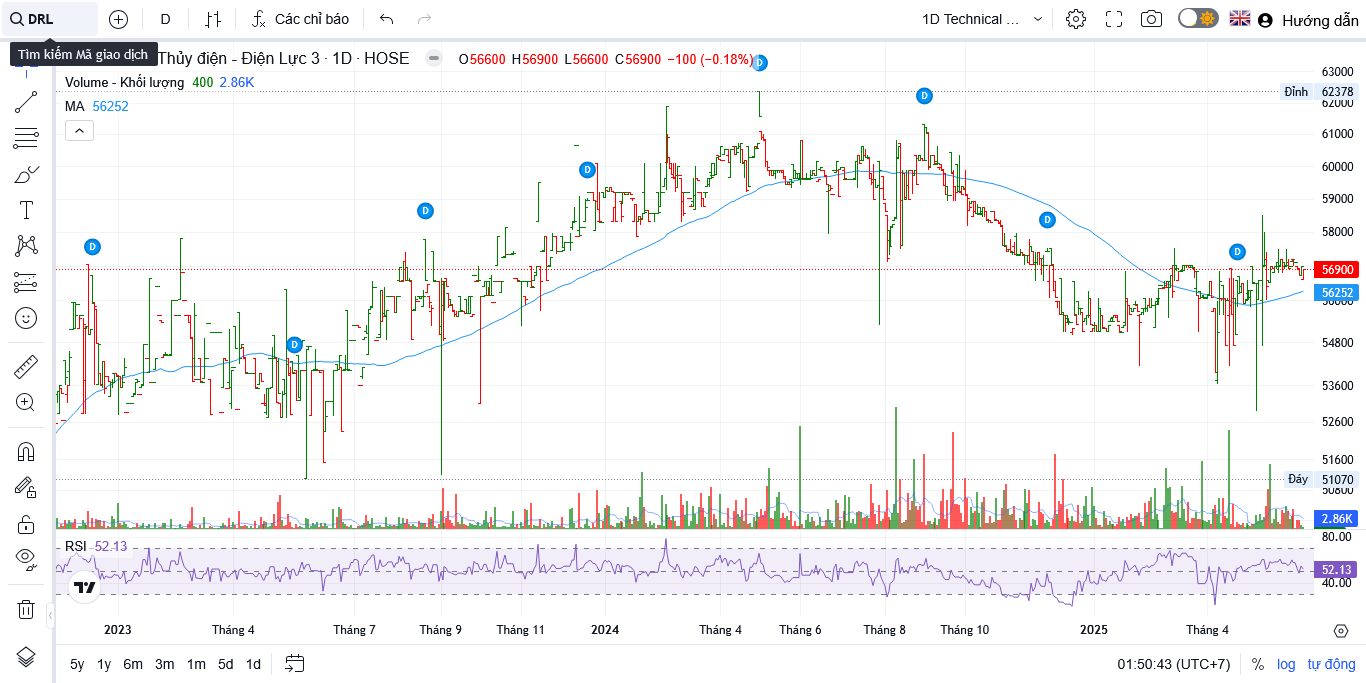 DRL
D
Các chỉ báo
1D Technical ...
Hướng dẫn
Tìm kiếm Mã giao dịch
Thủy điện - Điện Lực 3 · 1D · HOSE
O56600 H56900 L56600 C56900 −100 (−0.18%)
Volume - Khối lượng 400 2.86K
MA 56252
D
D
D
D
D
D
D
D
63000
Đỉnh 62378
62000
61000
60000
59000
58000
56900
56252
56000
54800
53600
52600
51600
Đáy 51070
50800
2.86K
RSI 52.13
80.00
52.13
40.00
2023 Tháng 4 Tháng 7 Tháng 9 Tháng 11 2024 Tháng 4 Tháng 6 Tháng 8 Tháng 10 2025 Tháng 4
5y 1y 6m 3m 1m 5d 1d
01:50:43 (UTC+7) % log tự động